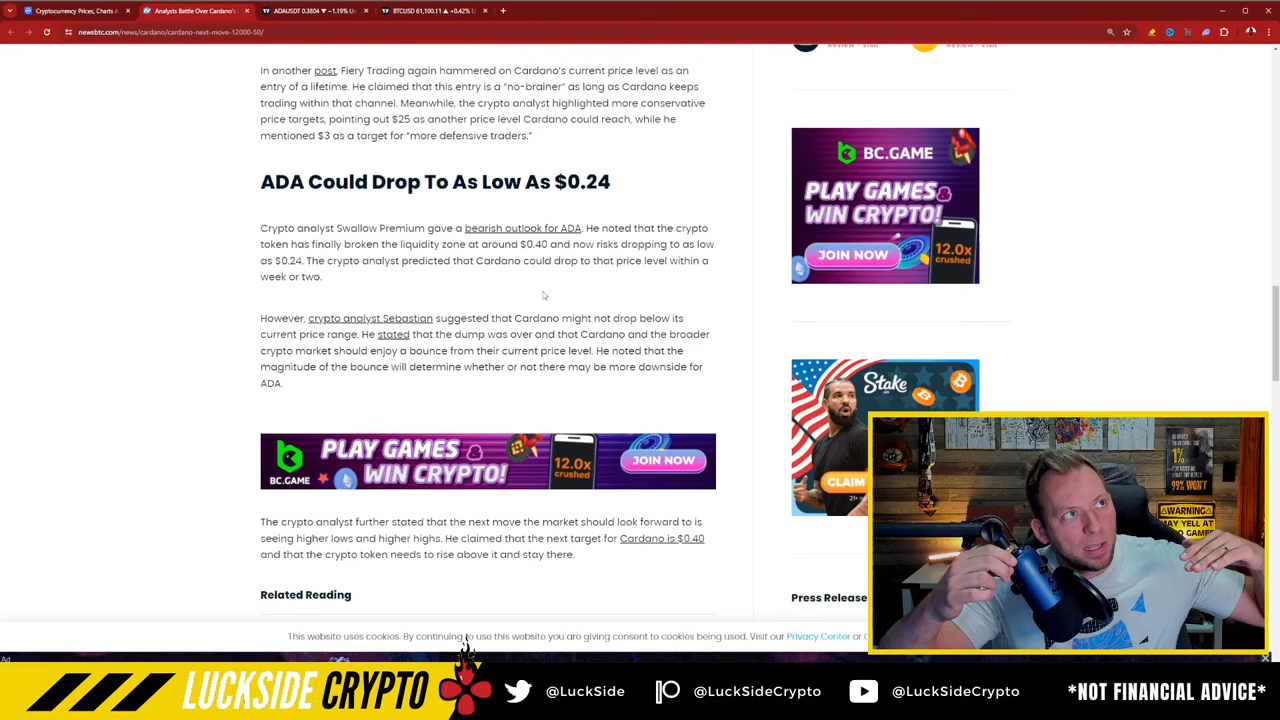 Cryptocurrency Prices, Charts A
Analysts Battle Over Cardano's
ADAUSDT 0.3804 ▼ −1.19% Un
BTCUSD 61,100.11 ▲ +0.42% U
newsbtc.com/news/cardano/cardano-next-move-12000-50/
Review - Visit
Review - Visit
In another post, Fiery Trading again hammered on Cardano's current price level as an
entry of a lifetime. He claimed that this entry is a "no-brainer" as long as Cardano keeps
trading within that channel. Meanwhile, the crypto analyst highlighted more conservative
price targets, pointing out $25 as another price level Cardano could reach, while he
mentioned $3 as a target for "more defensive traders."
ADA Could Drop To As Low As $0.24
Crypto analyst Swallow Premium gave a bearish outlook for ADA. He noted that the crypto
token has finally broken the liquidity zone at around $0.40 and now risks dropping to as low
as $0.24. The crypto analyst predicted that Cardano could drop to that price level within a
week or two.
However, crypto analyst Sebastian suggested that Cardano might not drop below its
current price range. He stated that the dump was over and that Cardano and the broader
crypto market should enjoy a bounce from their current price level. He noted that the
magnitude of the bounce will determine whether or not there may be more downside for
ADA.
BC.GAME
PLAY GAMES &
WIN CRYPTO!
12.0x
crushed
JOIN NOW
The crypto analyst further stated that the next move the market should look forward to is
seeing higher lows and higher highs. He claimed that the next target for Cardano is $0.40
and that the crypto token needs to rise above it and stay there.
Related Reading
BC.GAME
PLAY GAMES &
WIN CRYPTO!
JOIN NOW
12.0x
crushed
Stake
CLAIM
21+
Press Release
1%
99% WON'T
WARNING
MAY YELL AT
GAMES
This website uses cookies. By continuing to use this website you are giving consent to cookies being used. Visit our Privacy Center or
Ad
LUCKSIDE CRYPTO
@LuckSide
@LuckSideCrypto
@LuckSideCrypto
*NOT FINANCIAL ADVICE*